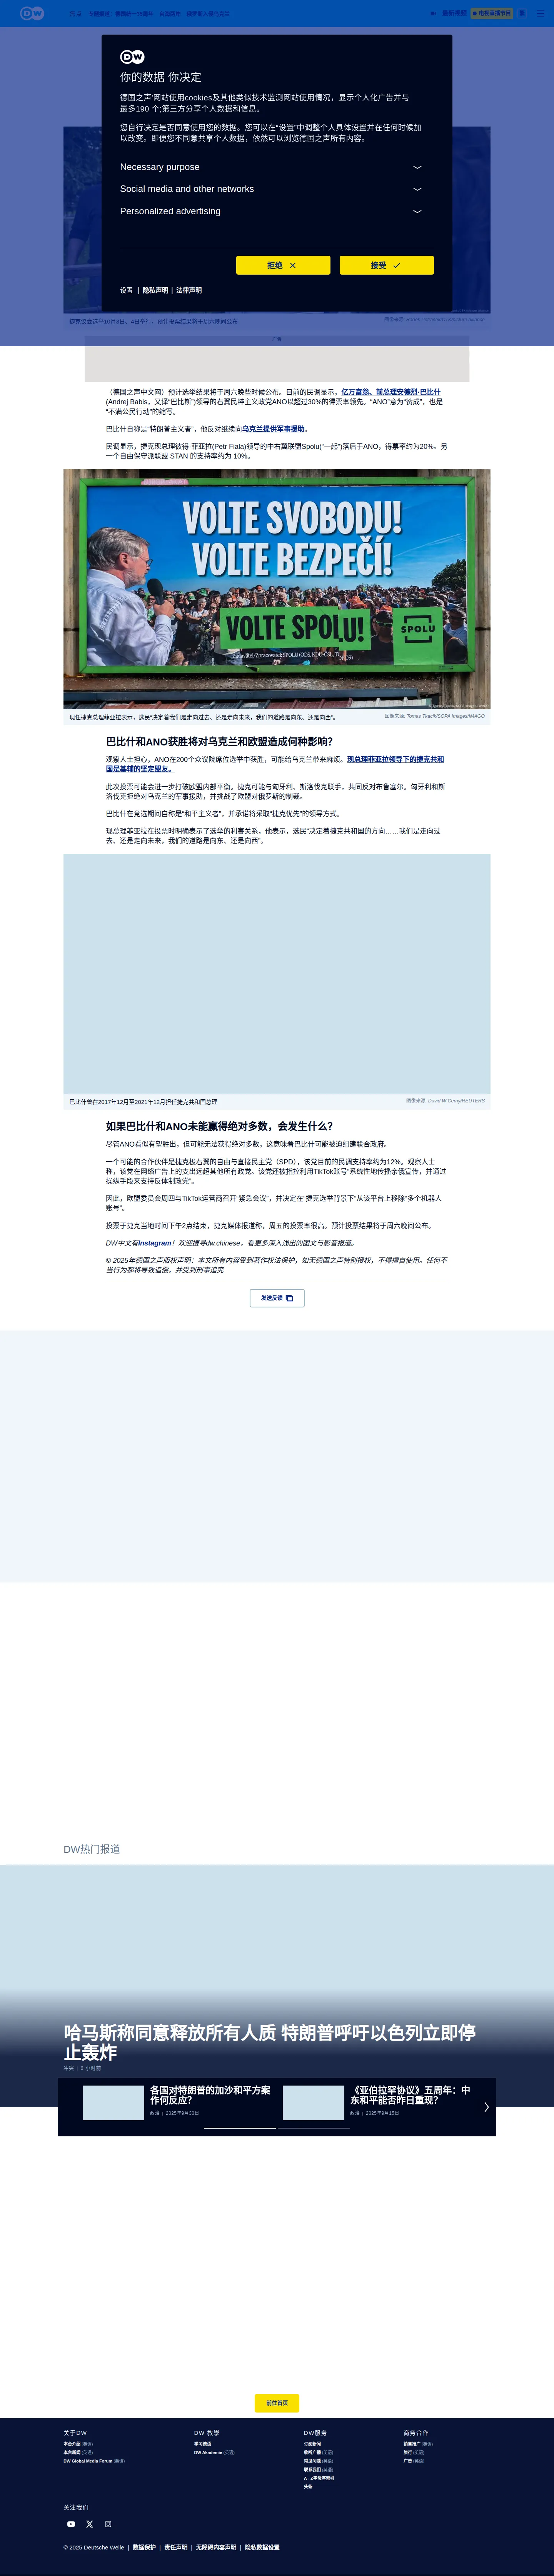 DW
电视直播节目
DW
你的数据 你决定
德国之声'网站使用cookies及其他类似技术监测网站使用情况，显示个人化广告并与
最多190 个;第三方分享个人数据和信息。
您自行决定是否同意使用您的数据。您可以在"设置"中调整个人具体设置并在任何时候加
以改变。即便您不同意共享个人数据，依然可以浏览德国之声所有内容。
Necessary purpose
Social media and other networks
Personalized advertising
拒绝
接受
设置 | 隐私声明 | 法律声明
捷克议会选举10月3日、4日举行，预计投票结果将于周六晚间公布
广告
（德国之声中文网）预计选举结果将于周六晚些时候公布。目前的民调显示，亿万富翁、前总理安德烈·巴比什
(Andrej Babis，又译"巴比斯")领导的右翼民粹主义政党ANO以超过30%的得票率领先。"ANO"意为"赞成"，也是
"不满公民行动"的缩写。
巴比什自称是"特朗普主义者"，他反对继续向乌克兰提供军事援助。
民调显示，捷克现总理彼得·菲亚拉(Petr Fiala)领导的中右翼联盟Spolu("一起")落后于ANO，得票率约为20%。另
一个自由保守派联盟 STAN 的支持率约为 10%。
VOLTE SVOBODU!
VOLTE BEZPEČÍ!
VOLTE SPOLU!
SPOLU
现任捷克总理菲亚拉表示，选民"决定着我们是走向过去、还是走向未来，我们的道路是向东、还是向西"。
图像来源: Tomas Tkacik/SOPA Images/IMAGO
巴比什和ANO获胜将对乌克兰和欧盟造成何种影响？
观察人士担心，ANO在200个众议院席位选举中获胜，可能给乌克兰带来麻烦。现总理菲亚拉领导下的捷克共和
国是基辅的坚定盟友。
此次投票可能会进一步打破欧盟内部平衡。捷克可能与匈牙利、斯洛伐克联手，共同反对布鲁塞尔。匈牙利和斯
洛伐克拒绝对乌克兰的军事援助，并挑战了欧盟对俄罗斯的制裁。
巴比什在竞选期间自称是"和平主义者"，并承诺将采取"捷克优先"的领导方式。
现总理菲亚拉在投票时明确表示了选举的利害关系，他表示，选民"决定着捷克共和国的方向……我们是走向过
去、还是走向未来，我们的道路是向东、还是向西"。
巴比什曾在2017年12月至2021年12月担任捷克共和国总理
图像来源: David W Cerny/REUTERS
如果巴比什和ANO未能赢得绝对多数，会发生什么？
尽管ANO看似有望胜出，但可能无法获得绝对多数，这意味着巴比什可能被迫组建联合政府。
一个可能的合作伙伴是捷克极右翼的自由与直接民主党（SPD），该党目前的民调支持率约为12%。观察人士
称，该党在网络广告上的支出远超其他所有政党。该党还被指控利用TikTok账号"系统性地传播亲俄宣传，并通过
操纵手段来支持反体制政党"。
因此，欧盟委员会周四与TikTok运营商召开"紧急会议"，并决定在"捷克选举背景下"从该平台上移除"多个机器人
账号"。
投票于捷克当地时间下午2点结束，捷克媒体报道称，周五的投票率很高。预计投票结果将于周六晚间公布。
DW中文有Instagram！欢迎搜寻dw.chinese，看更多深入浅出的图文与影音报道。
© 2025年德国之声版权声明：本文所有内容受到著作权法保护，如无德国之声特别授权，不得擅自使用。任何不
当行为都将导致追偿，并受到刑事追究
发送反馈
DW热门报道
哈马斯称同意释放所有人质 特朗普呼吁以色列立即停
止轰炸
冲突 | 6 小时前
各国对特朗普的加沙和平方案
作何反应？
政治 | 2025年9月30日
《亚伯拉罕协议》五周年：中
东和平能否昨日重现？
政治 | 2025年9月15日
前往首页
关于DW
本台介绍 (英语)
本台新闻 (英语)
DW Global Media Forum (英语)
DW 教學
学习德语
DW Akademie (英语)
DW服务
订阅新闻
收听广播 (英语)
常见问题 (英语)
联系我们 (英语)
A - Z字母序索引
头条
商务合作
销售推广 (英语)
旅行 (英语)
广告 (英语)
关注我们
© 2025 Deutsche Welle | 数据保护 | 责任声明 | 无障碍内容声明 | 隐私数据设置